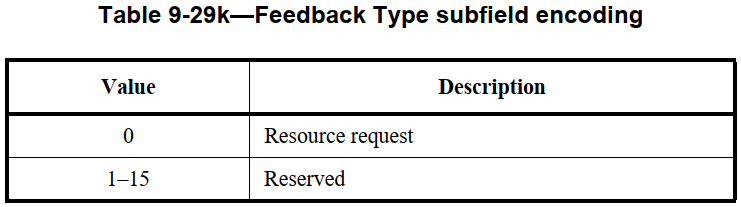 Table 9-29k—Feedback Type subfield encoding
Value Description
0 Resource request
1–15 Reserved